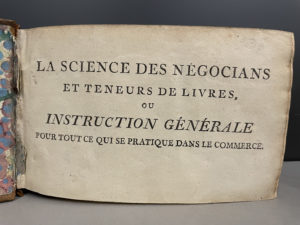 LA SCIENCE DES NÉGOCIANS
ET TENEURS DE LIVRES,
OU
INSTRUCTION GÉNÉRALE
POUR TOUT CE QUI SE PRATIQUE DANS LE COMMERCE.